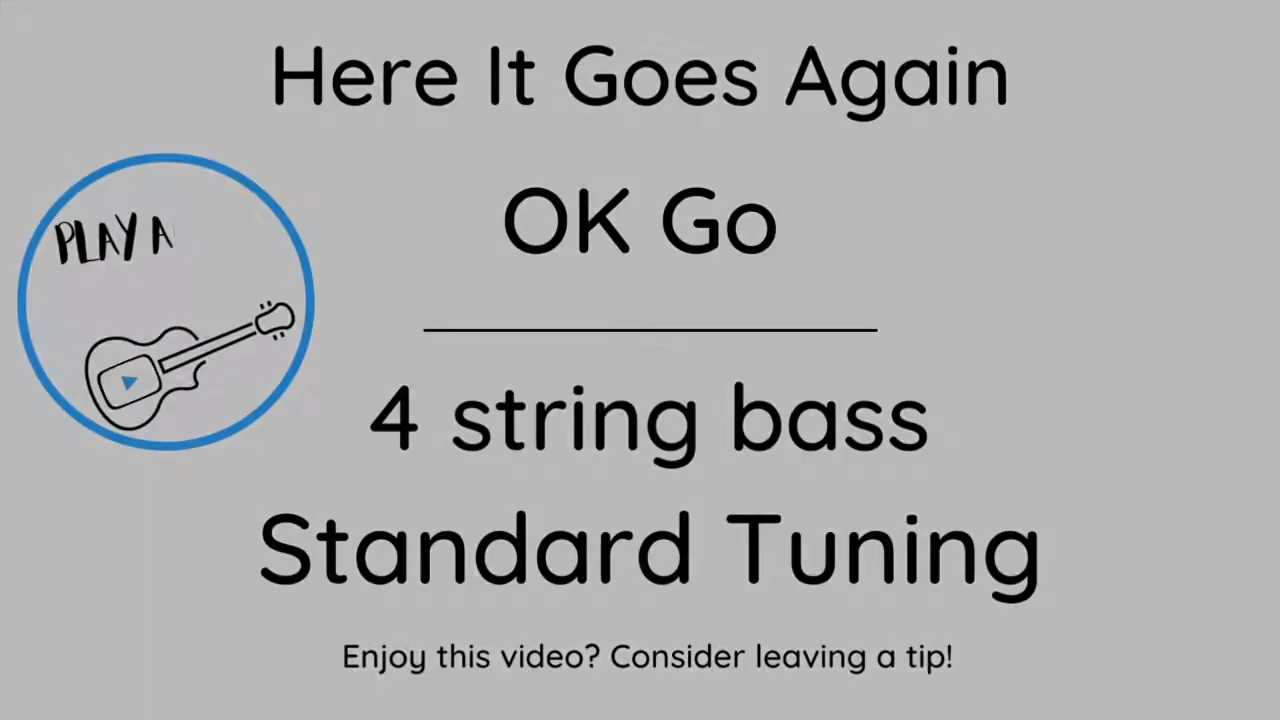 Here It Goes Again
OK Go
PLAY A
4 string bass
Standard Tuning
Enjoy this video? Consider leaving a tip!